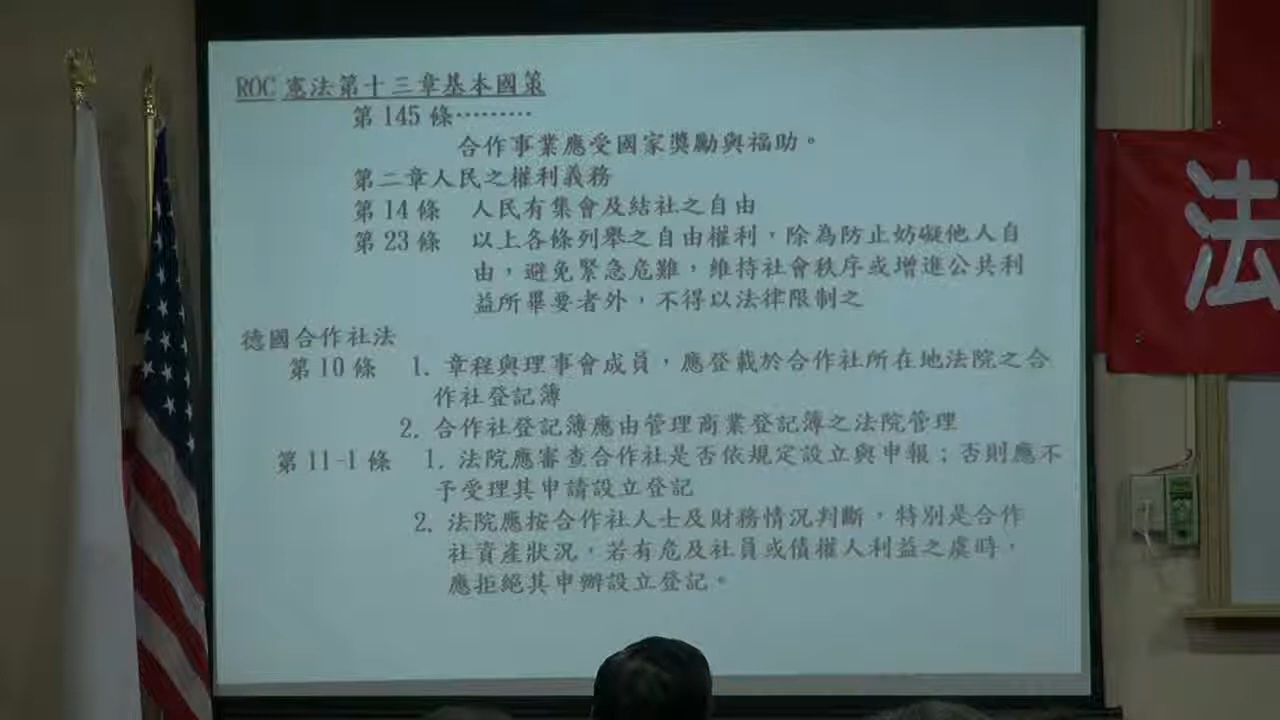 ROC 憲法第十三章基本國策
第 145 條………
合作事業應受國家獎勵與福助。
第二章人民之權利義務
第 14 條 人民有集會及結社之自由
第 23 條 以上各條列舉之自由權利，除為防止妨礙他人自
由，避免緊急危難，維持社會秩序或增進公共利
益所畢要者外，不得以法律限制之
德國合作社法
第 10 條 1. 章程與理事會成員，應登載於合作社所在地法院之合
作社登記簿
2. 合作社登記簿應由管理商業登記簿之法院管理
第 11-1 條 1. 法院應審查合作社是否依規定設立與申報；否則應不
予受理其申請設立登記
2. 法院應按合作社人士及財務情況判斷，特別是合作
社資產狀況，若有危及社員或債權人利益之虞時，
應拒絕其申辦設立登記。
法